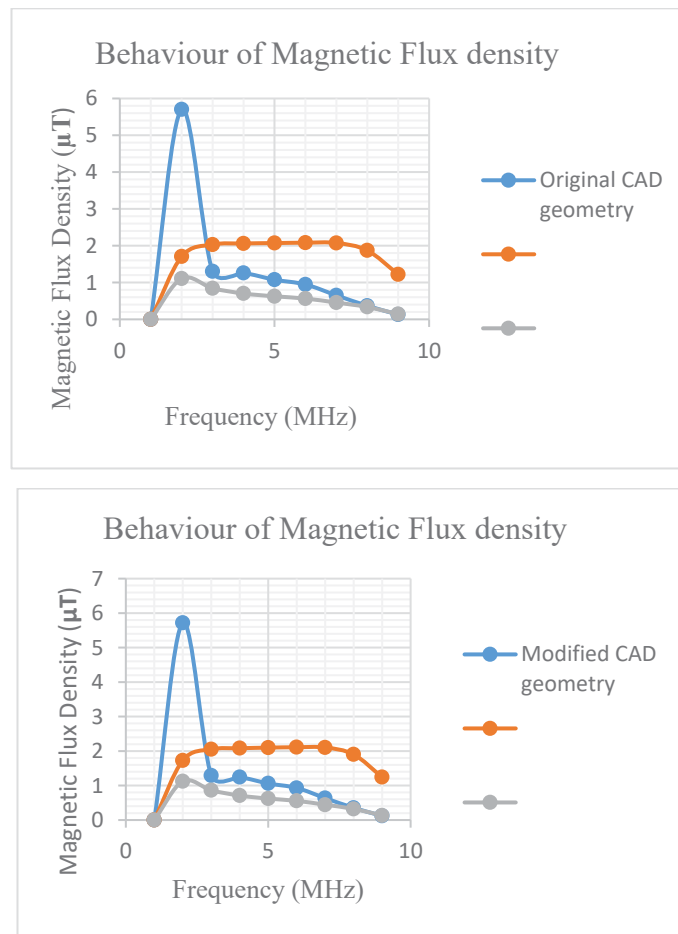 Behaviour of Magnetic Flux density
Magnetic Flux Density (µT)
6
5
4
3
2
1
0
0
5
10
Frequency (MHz)
Original CAD
geometry
Behaviour of Magnetic Flux density
Magnetic Flux Density (µT)
7
6
5
4
3
2
1
0
0
5
10
Frequency (MHz)
Modified CAD
geometry